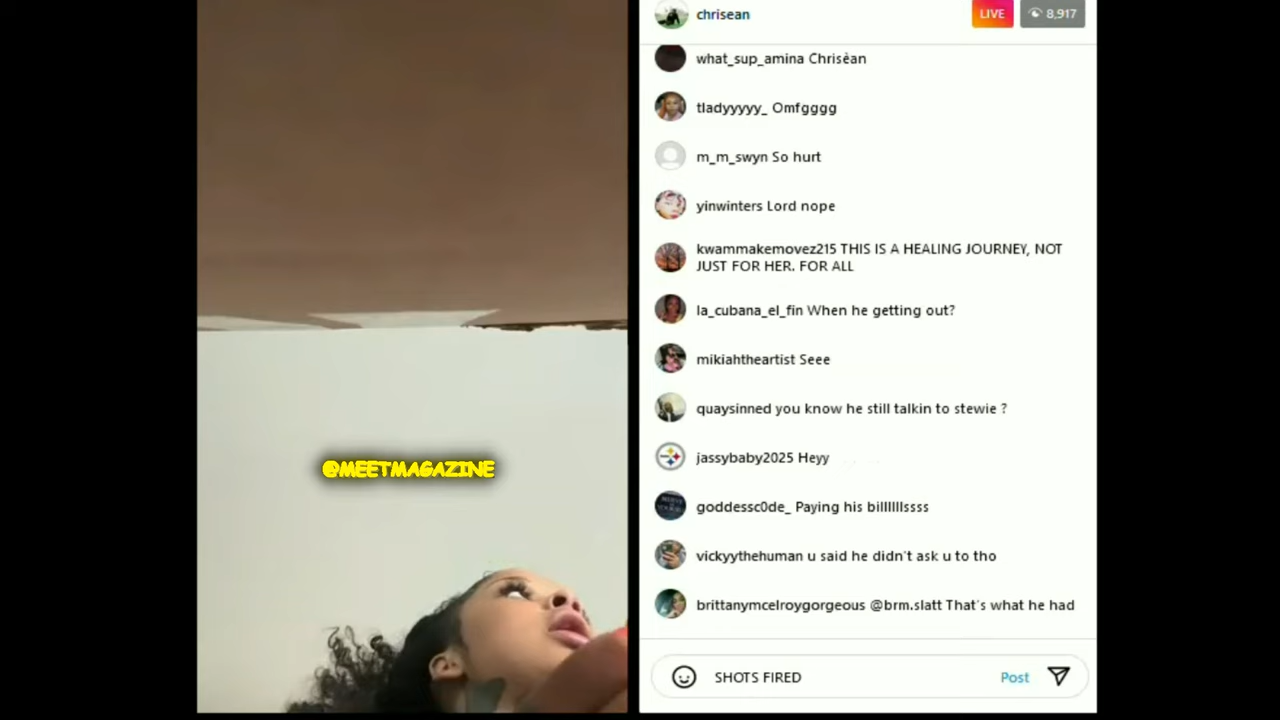 chrisean
LIVE
8,917
what_sup_amina Chrisèan
tladyyyyy_ Omfgggg
m_m_swyn So hurt
yinwinters Lord nope
kwammakemovez215 THIS IS A HEALING JOURNEY, NOT
JUST FOR HER. FOR ALL
la_cubana_el_fin When he getting out?
mikiahtheartist Seee
quaysinned you know he still talkin to stewie ?
jassybaby2025 Heyy
goddessc0de_ Paying his billlllllssss
vickyythehuman u said he didn't ask u to tho
brittanymcelroygorgeous @brm.slatt That's what he had
SHOTS FIRED
Post
@MEETMAGAZINE